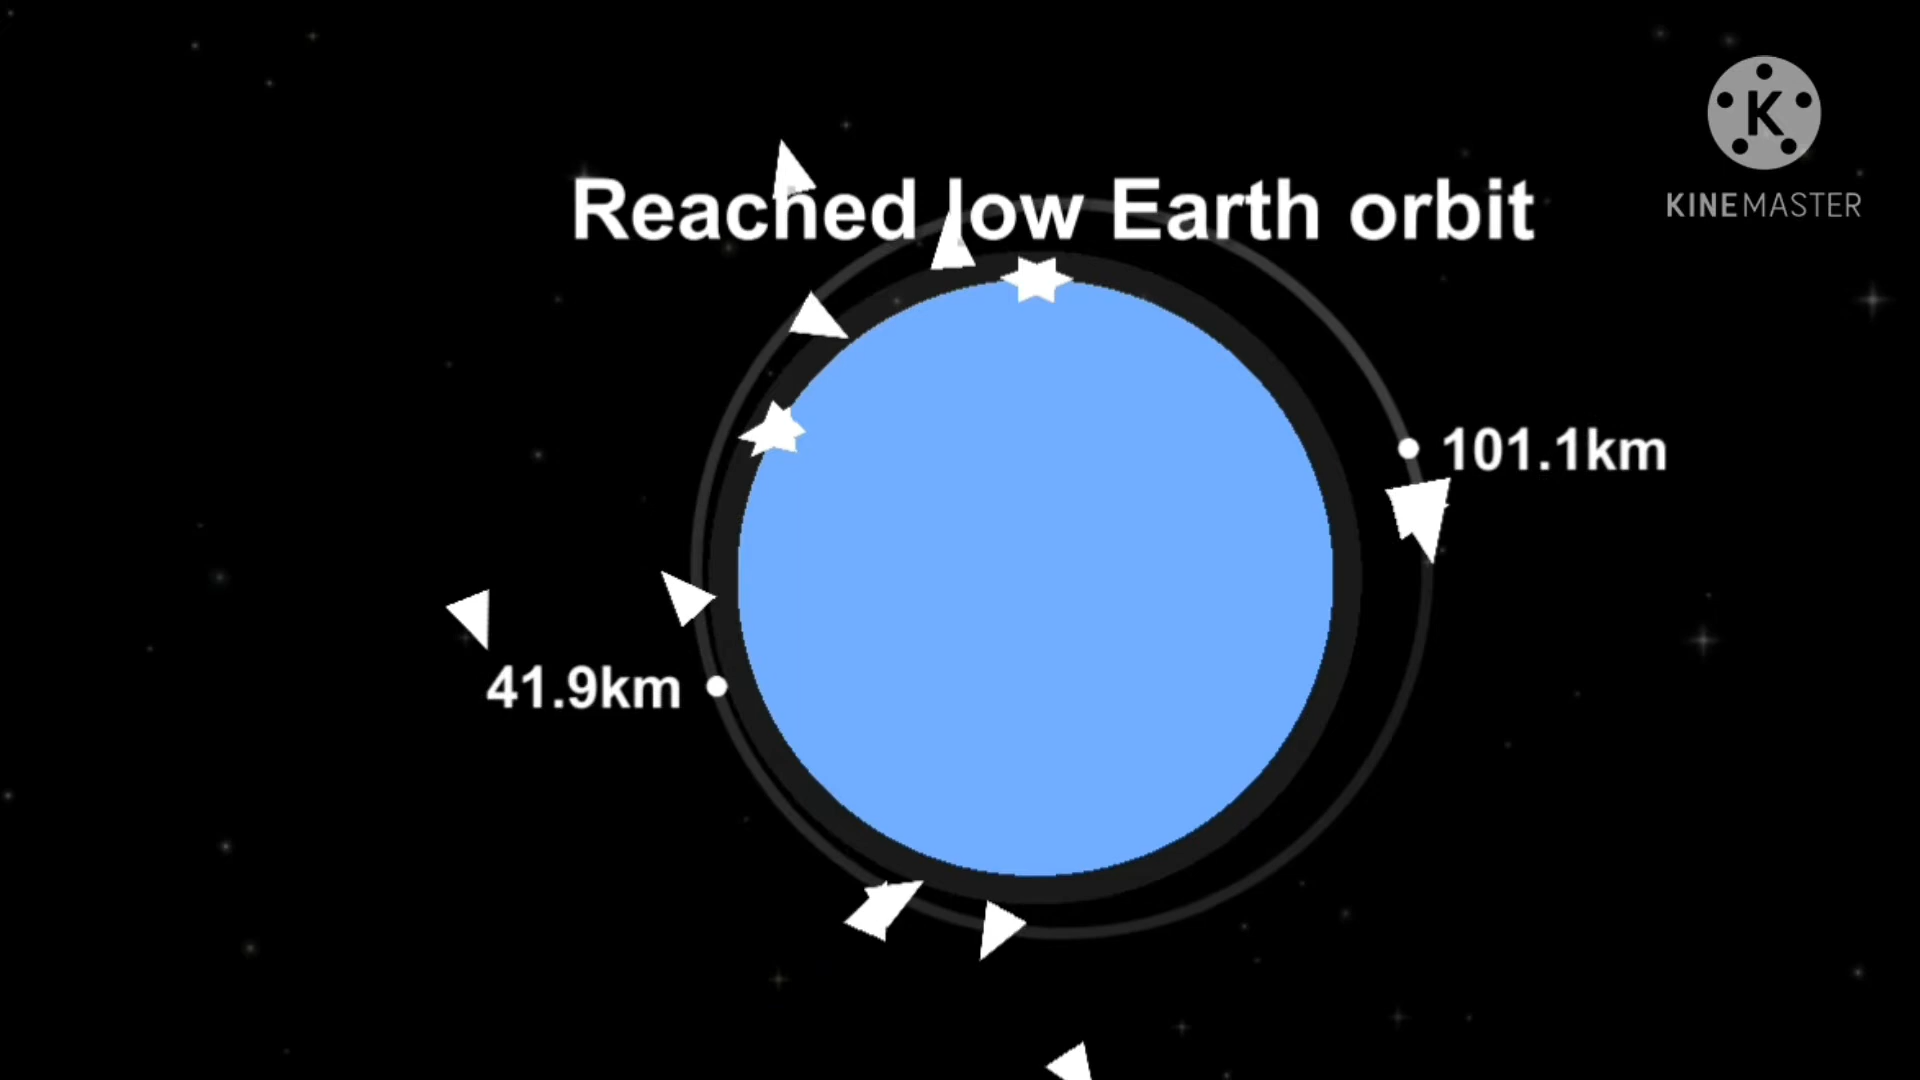 K
KINEMASTER
Reached low Earth orbit
101.1km
41.9km